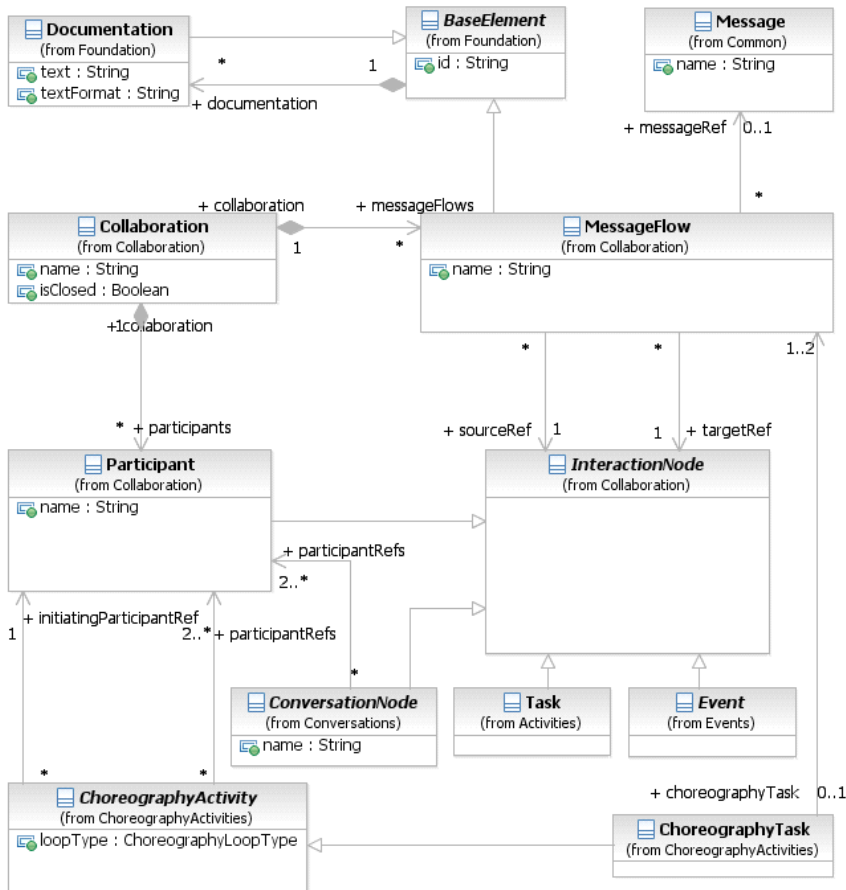 Documentation
(from Foundation)
text : String
textFormat : String
*
1
+ documentation
BaseElement
(from Foundation)
id : String
Message
(from Common)
name : String
+ messageRef
0..1
*
+ collaboration
+ messageFlows
1
*
Collaboration
(from Collaboration)
name : String
isClosed : Boolean
MessageFlow
(from Collaboration)
name : String
+1colaboration
*
*
1..2
* + participants
+ sourceRef
1
1
+ targetRef
Participant
(from Collaboration)
name : String
InteractionNode
(from Collaboration)
+ participantRefs
2..*
+ initiatingParticipantRef
1
2..*
+ participantRefs
*
ConversationNode
(from Conversations)
name : String
Task
(from Activities)
Event
(from Events)
*
*
ChoreographyActivity
(from ChoreographyActivities)
loopType : ChoreographyLoopType
+ choreographyTask
0..1
ChoreographyTask
(from ChoreographyActivities)